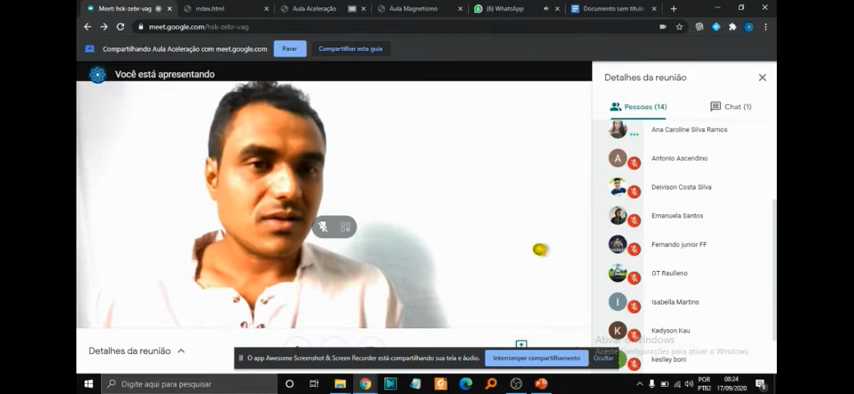 Meet: hsk-zebr-vag
index.html
Aula Aceleração
Aula Magnetismo
(6) WhatsApp
Documento sem título
meet.google.com/hsk-zebr-vag
Compartilhando Aula Aceleração com meet.google.com
Parar
Compartilhar esta guia
Você está apresentando
Detalhes da reunião
Pessoas (14)
Chat (1)
Ana Caroline Silva Ramos
A
Antonio Ascendino
Deivison Costa Silva
Emanuela Santos
Fernando junior FF
GT Raulleno
I
Isabella Martins
K
Kedyson Kau
keslley boni
Ativar o Windows
Acesse Configurações para ativar o Windows.
Detalhes da reunião
O app Awesome Screenshot & Screen Recorder está compartilhando sua tela e áudio.
Interromper compartilhamento
Ocultar
Digite aqui para pesquisar
POR
PTB2
08:24
17/09/2020